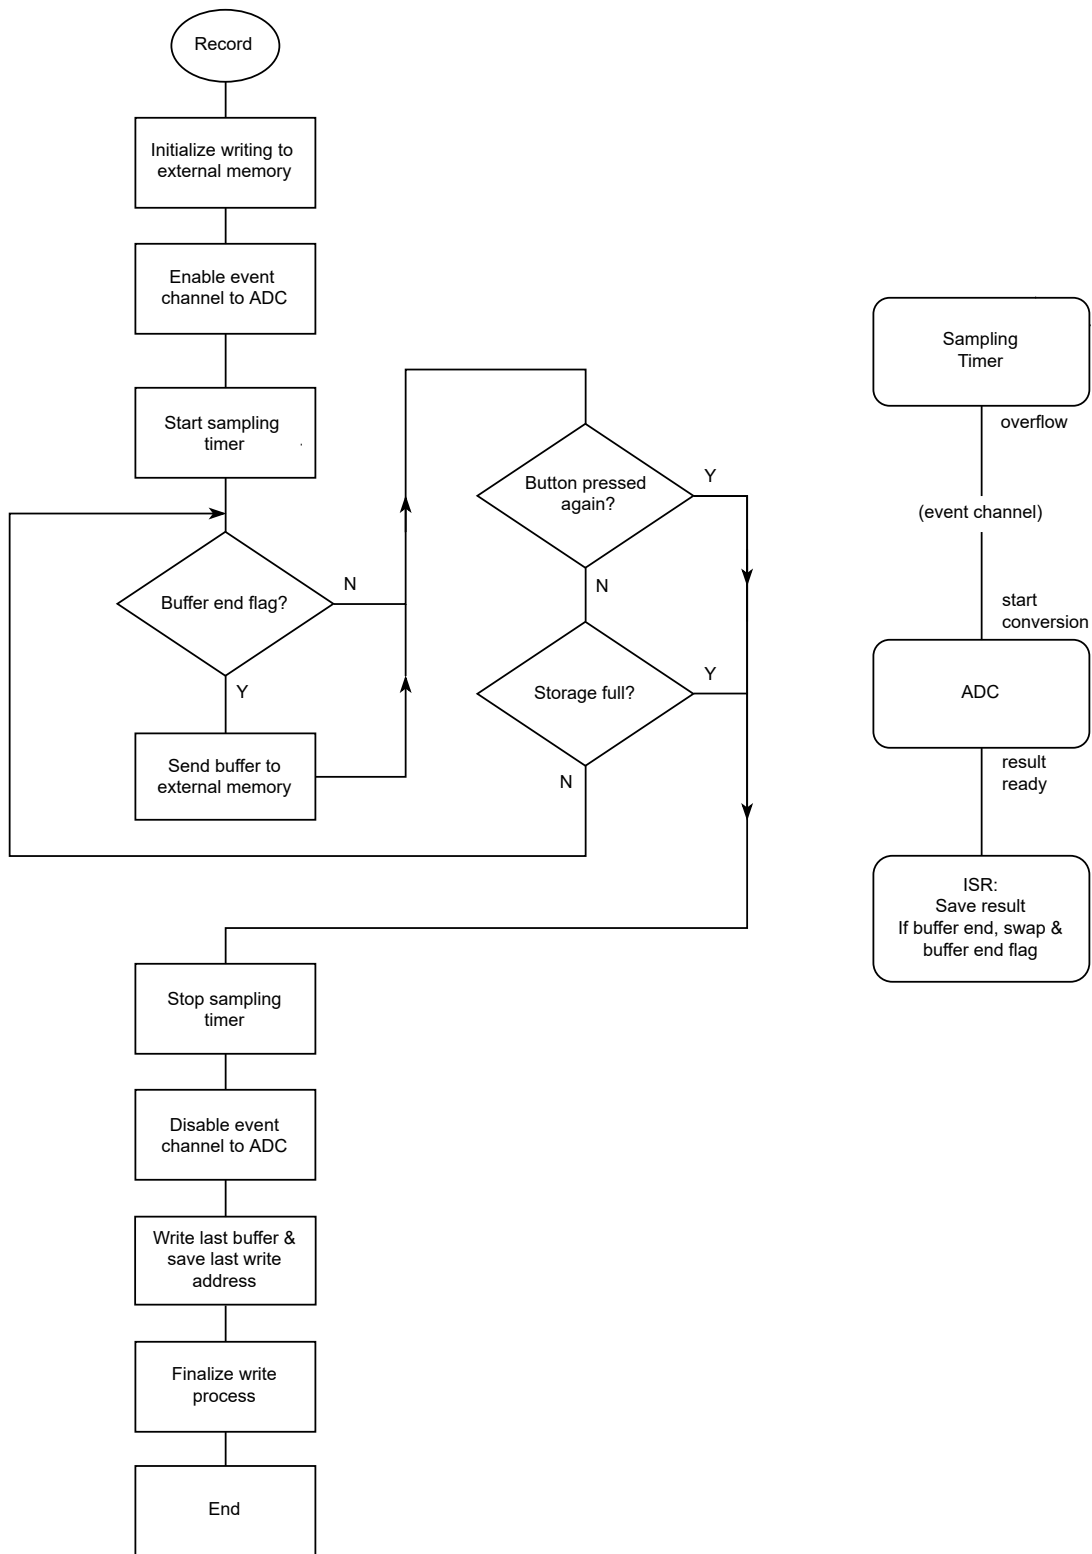 Record
Initialize writing to
external memory
Enable event
channel to ADC
Start sampling
timer
Buffer end flag?
N
Y
Send buffer to
external memory
Button pressed
again?
Y
N
Storage full?
Y
N
Stop sampling
timer
Disable event
channel to ADC
Write last buffer &
save last write
address
Finalize write
process
End
Sampling
Timer
overflow
(event channel)
start
conversion
ADC
result
ready
ISR:
Save result
If buffer end, swap &
buffer end flag